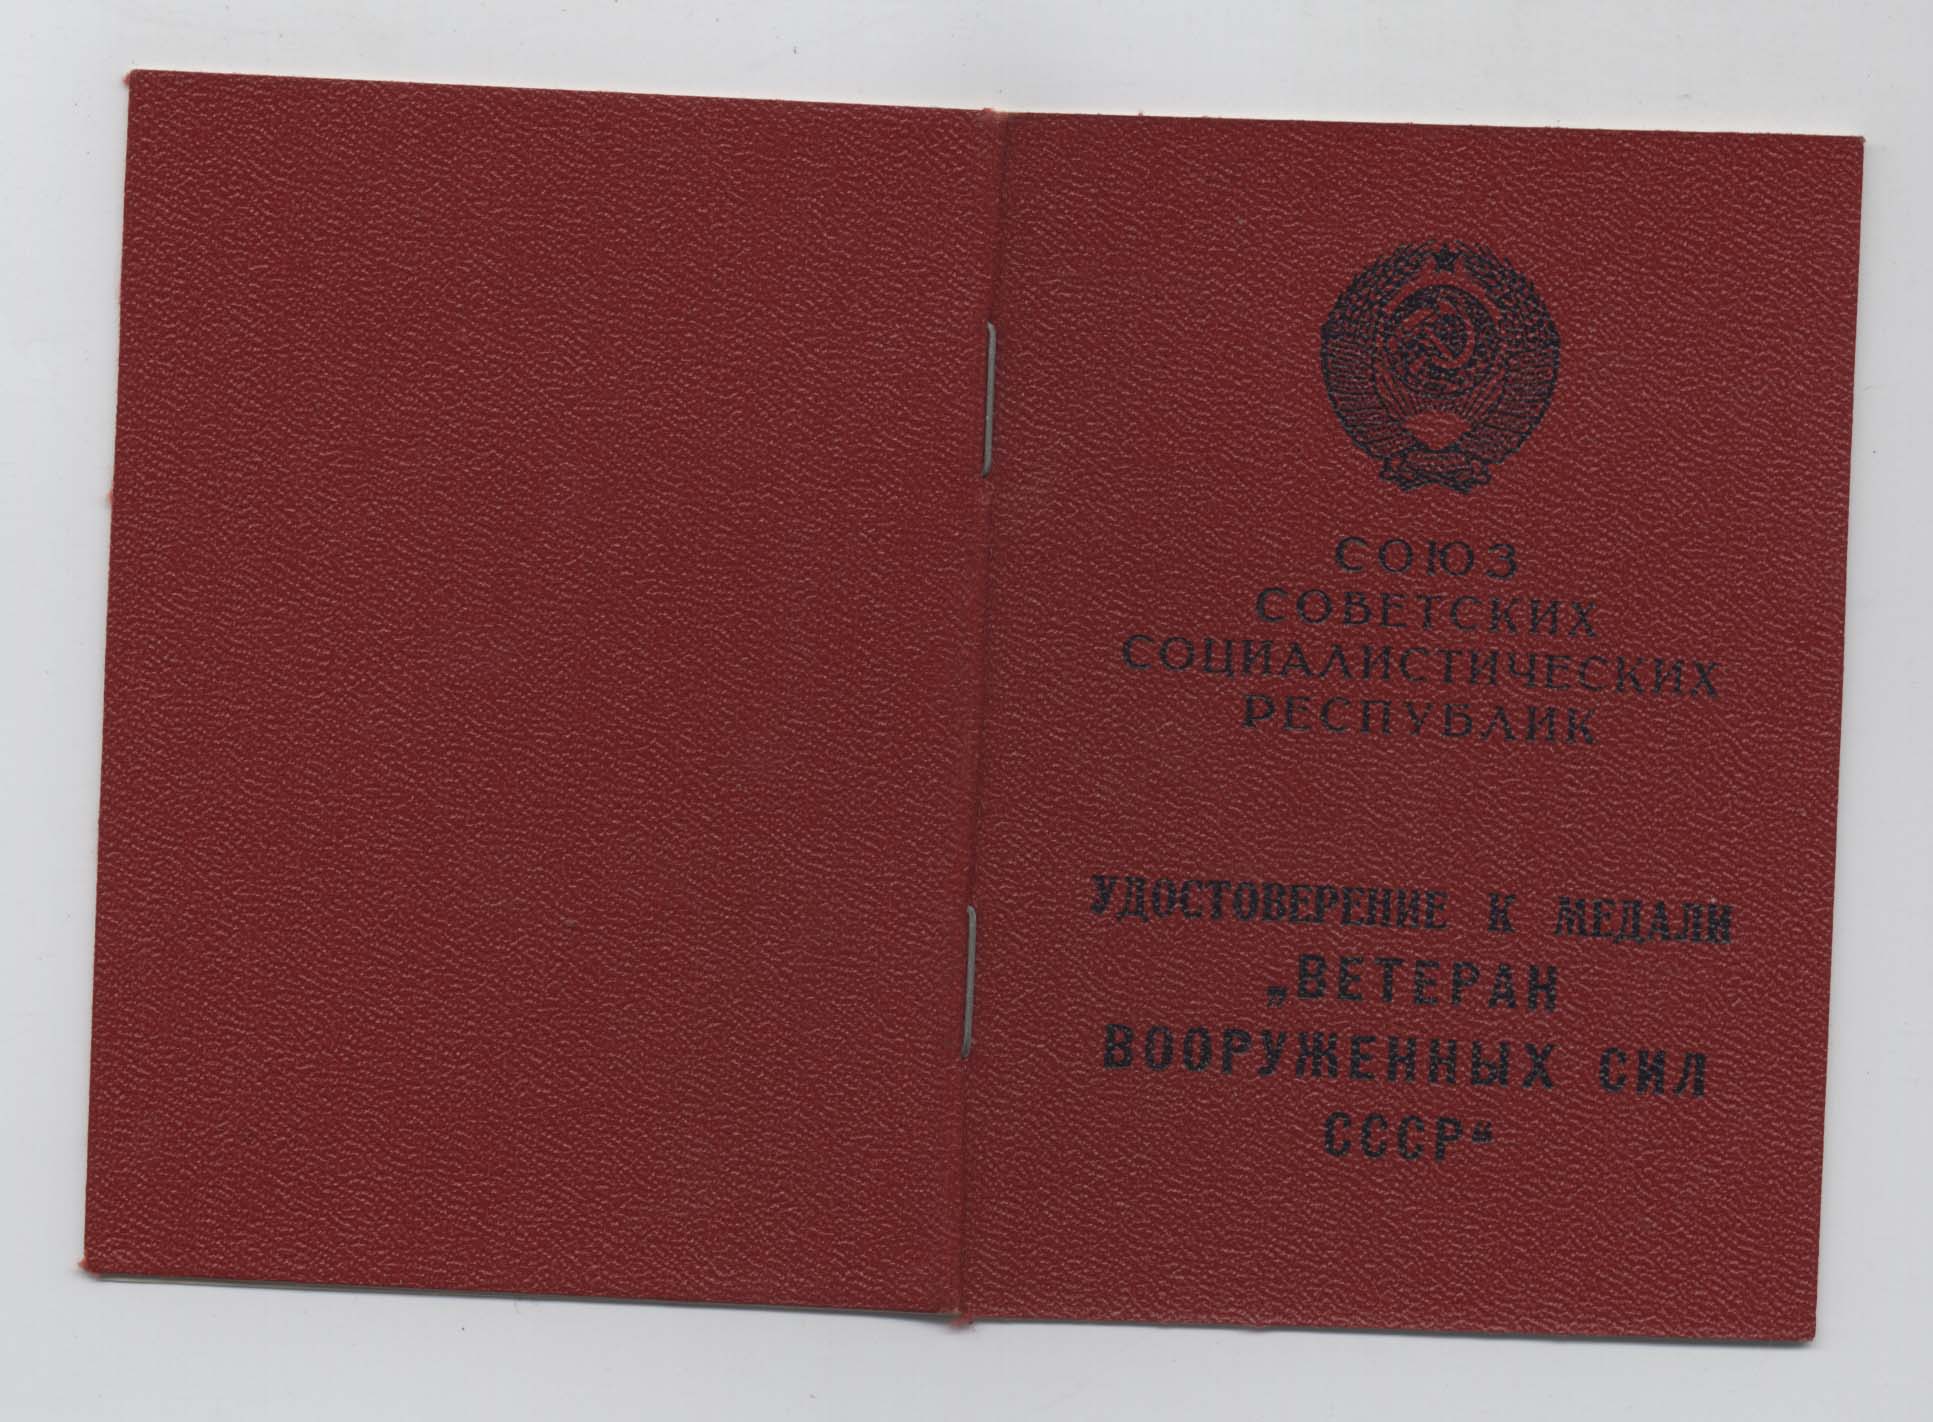 СОЮЗ
СОВЕТСКИХ
СОЦИАЛИСТИЧЕСКИХ
РЕСПУБЛИК
УДОСТОВЕРЕНИЕ К МЕДАЛИ
„ВЕТЕРАН
ВООРУЖЕННЫХ СИЛ
СССР“